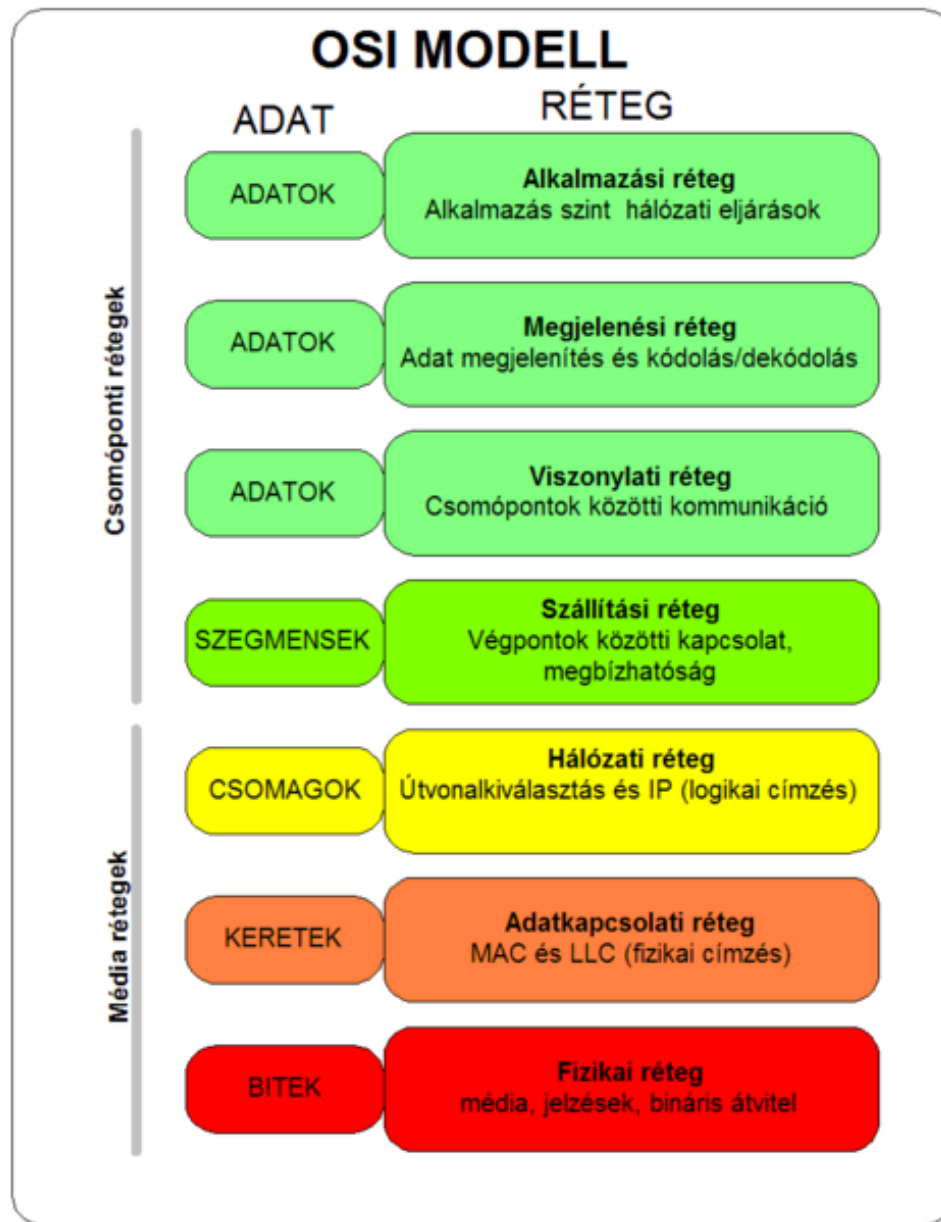 OSI MODELL
ADAT
RÉTEG
Csomóponti rétegek
ADATOK
Alkalmazási réteg
Alkalmazás szint hálózati eljárások
ADATOK
Megjelenési réteg
Adat megjelenítés és kódolás/dekódolás
ADATOK
Viszonylati réteg
Csomópontok közötti kommunikáció
SZEGMENSEK
Szállítási réteg
Végpontok közötti kapcsolat,
megbízhatóság
Média rétegek
CSOMAGOK
Hálózati réteg
Útvonalkiválasztás és IP (logikai címzés)
KERETEK
Adatkapcsolati réteg
MAC és LLC (fizikai címzés)
BITEK
Fizikai réteg
média, jelzések, bináris átvitel